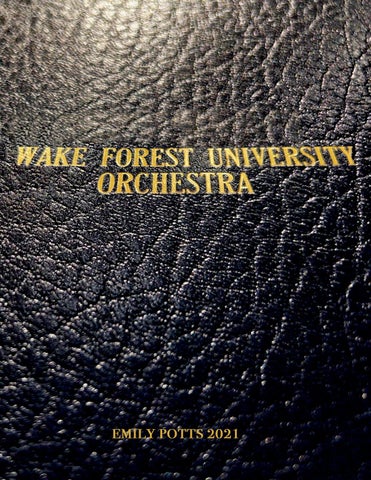 WAKE FOREST UNIVERSITY
ORCHESTRA
EMILY POTTS 2021